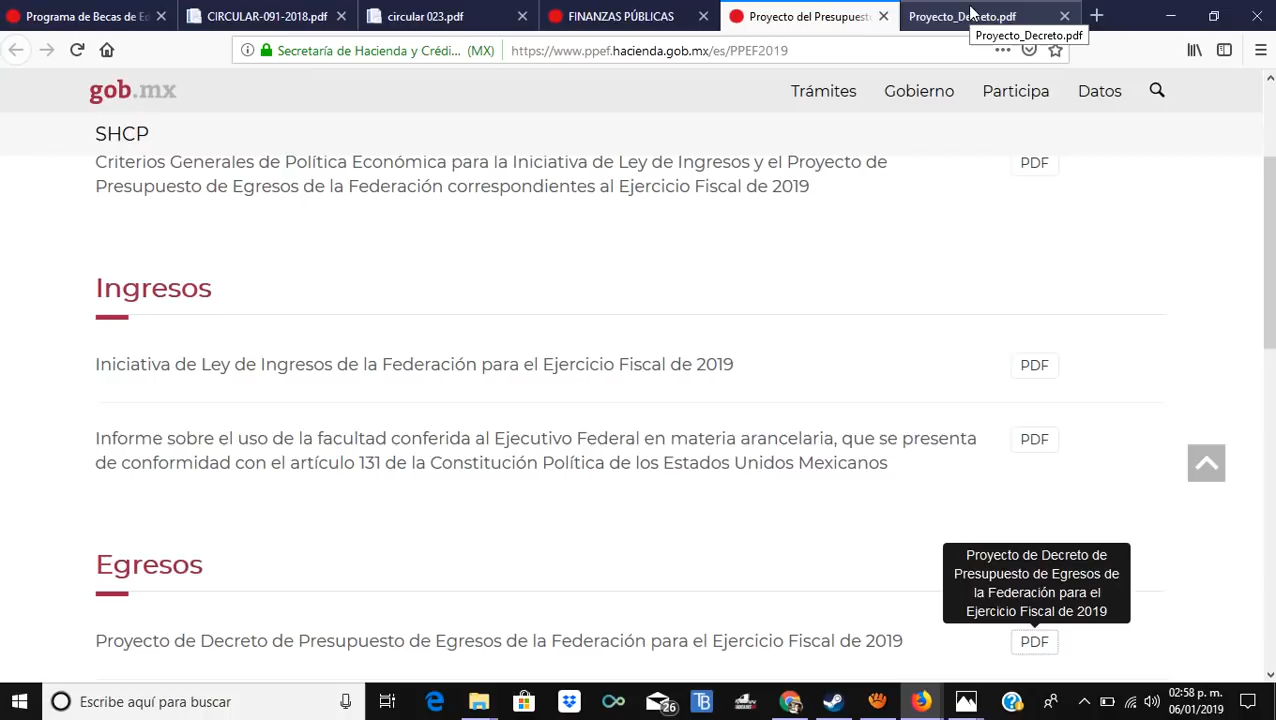 Programa de Becas de Ed
CIRCULAR-091-2018.pdf
circular 023.pdf
FINANZAS PÚBLICAS
Proyecto del Presupuest
Proyecto_Decreto.pdf
Proyecto_Decreto.pdf
Secretaría de Hacienda y Crédi... (MX)
https://www.ppef.hacienda.gob.mx/es/PPEF2019
gob.mx
Trámites
Gobierno
Participa
Datos
SHCP
Criterios Generales de Política Económica para la Iniciativa de Ley de Ingresos y el Proyecto de
PDF
Presupuesto de Egresos de la Federación correspondientes al Ejercicio Fiscal de 2019
Ingresos
Iniciativa de Ley de Ingresos de la Federación para el Ejercicio Fiscal de 2019
PDF
Informe sobre el uso de la facultad conferida al Ejecutivo Federal en materia arancelaria, que se presenta
PDF
de conformidad con el artículo 131 de la Constitución Política de los Estados Unidos Mexicanos
Egresos
Proyecto de Decreto de
Presupuesto de Egresos de
la Federación para el
Ejercicio Fiscal de 2019
Proyecto de Decreto de Presupuesto de Egresos de la Federación para el Ejercicio Fiscal de 2019
PDF
Escribe aquí para buscar
26
TB
02:58 p. m.
06/01/2019